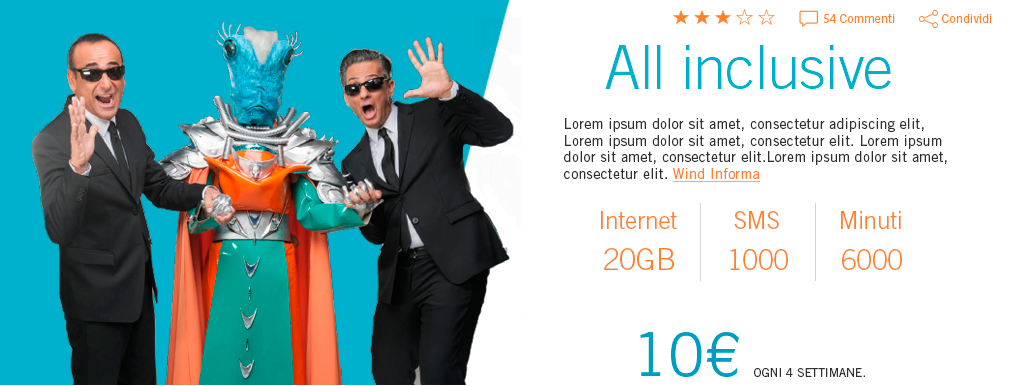 54 Commenti
Condividi
All inclusive
Lorem ipsum dolor sit amet, consectetur adipiscing elit,
Lorem ipsum dolor sit amet, consectetur elit. Lorem ipsum
dolor sit amet, consectetur elit.Lorem ipsum dolor sit amet,
consectetur elit. Wind Informa
Internet SMS Minuti
20GB 1000 6000
10€ OGNI 4 SETTIMANE.